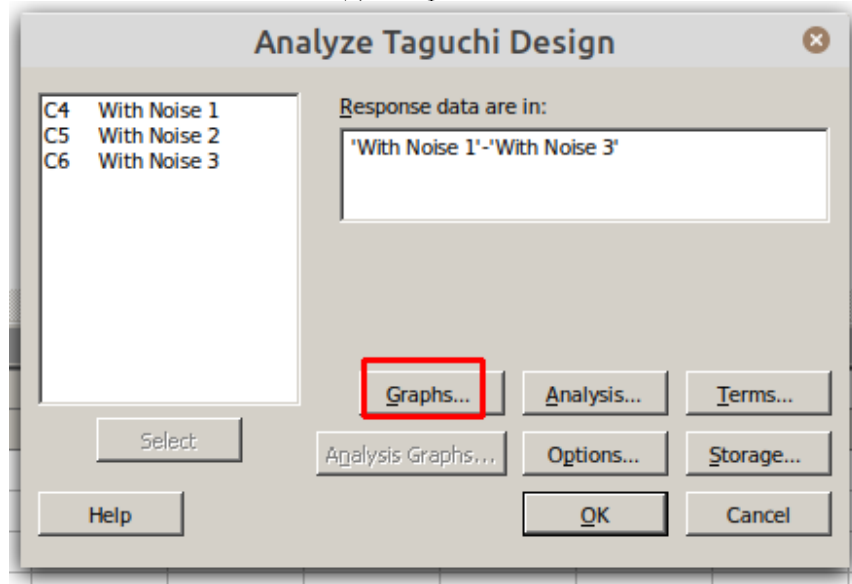 Analyze Taguchi Design
C4 With Noise 1
C5 With Noise 2
C6 With Noise 3
Response data are in:
'With Noise 1'-'With Noise 3'
Graphs...
Analysis...
Terms...
Select
Analysis Graphs...
Options...
Storage...
Help
OK
Cancel